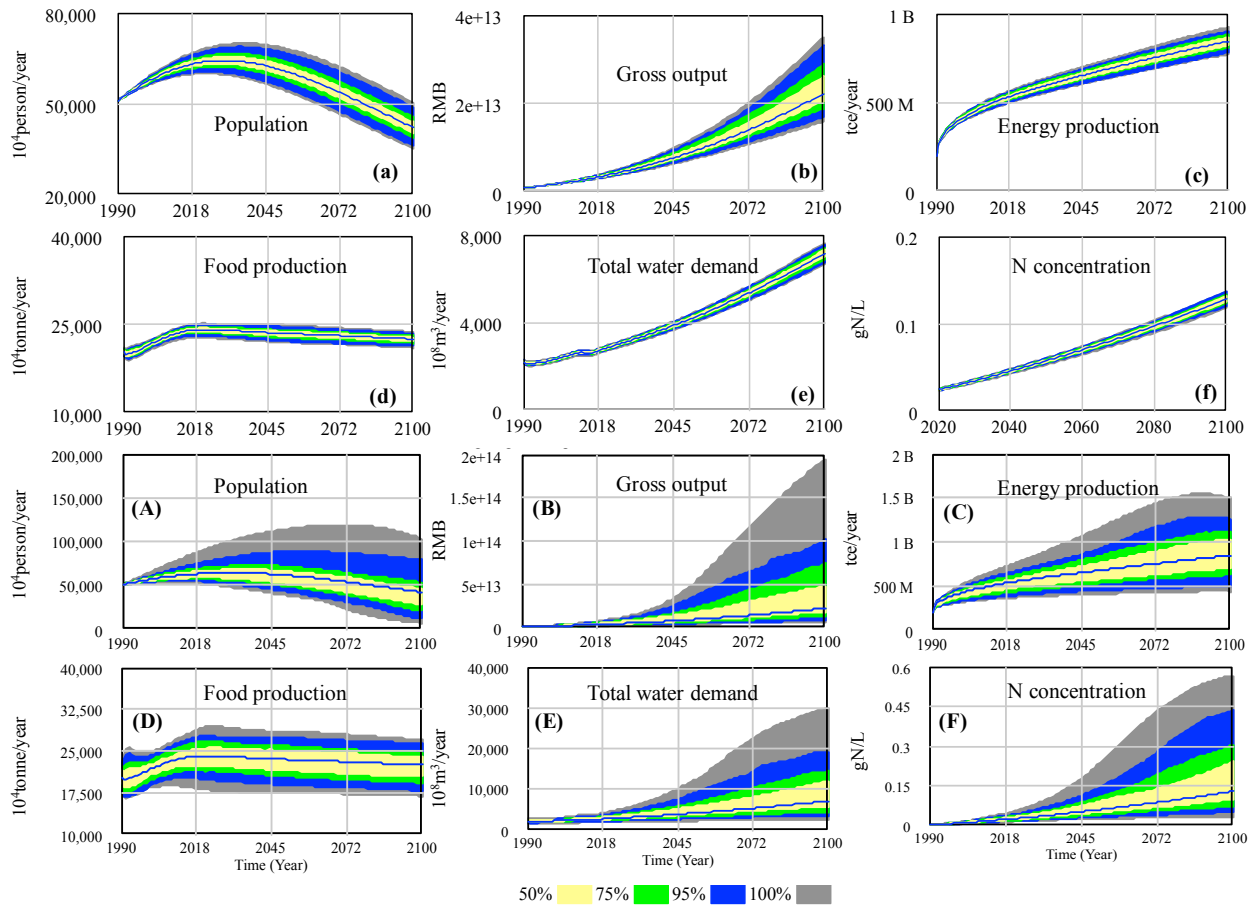 80,000
50,000
20,000
10⁴person/year
Population
(a)
1990 2018 2045 2072 2100
4e+13
2e+13
0
RMB
Gross output
(b)
1990 2018 2045 2072 2100
1 B
500 M
0
tce/year
Energy production
(c)
1990 2018 2045 2072 2100
40,000
25,000
10,000
10⁴tonne/year
Food production
(d)
1990 2018 2045 2072 2100
8,000
4,000
0
10⁸m³/year
Total water demand
(e)
1990 2018 2045 2072 2100
0.2
0.1
0
gN/L
N concentration
(f)
2020 2040 2060 2080 2100
200,000
150,000
100,000
50,000
0
10⁴person/year
Population
(A)
1990 2018 2045 2072 2100
2e+14
1.5e+14
1e+14
5e+13
0
RMB
Gross output
(B)
1990 2018 2045 2072 2100
2 B
1.5 B
1 B
500 M
0
tce/year
Energy production
(C)
1990 2018 2045 2072 2100
40,000
32,500
25,000
17,500
10,000
10⁴tonne/year
Food production
(D)
1990 2018 2045 2072 2100
Time (Year)
40,000
30,000
20,000
10,000
0
10⁸m³/year
Total water demand
(E)
1990 2018 2045 2072 2100
Time (Year)
0.6
0.45
0.3
0.15
0
gN/L
N concentration
(F)
1990 2018 2045 2072 2100
Time (Year)
50% 75% 95% 100%